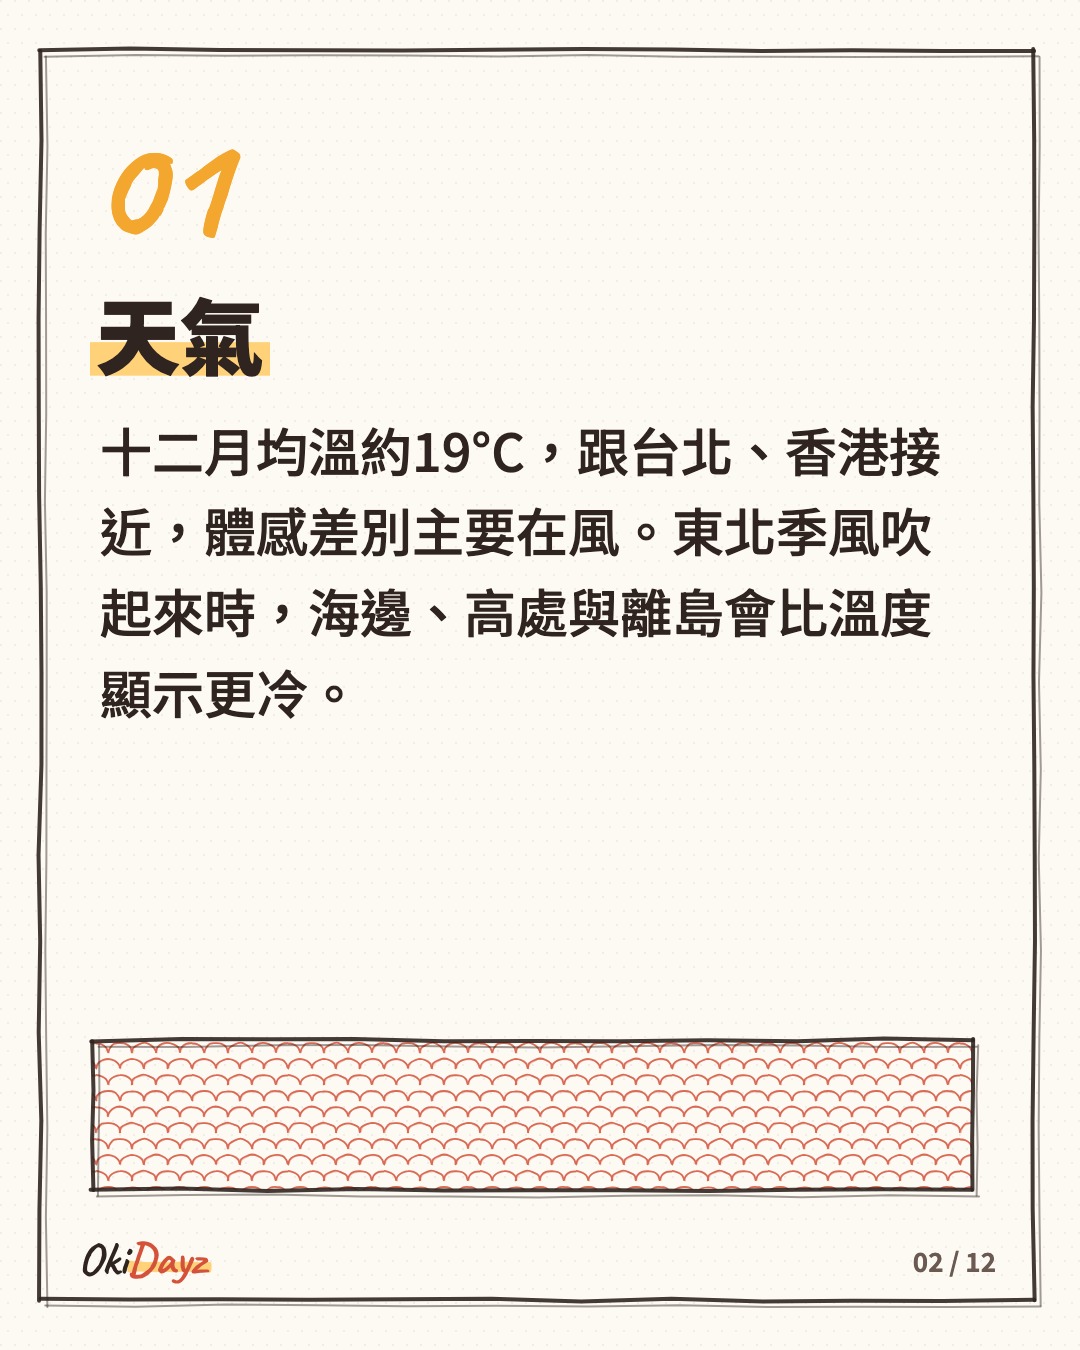 01
天氣
十二月均溫約19°C，跟台北、香港接
近，體感差別主要在風。東北季風吹
起來時，海邊、高處與離島會比溫度
顯示更冷。
OkiDayz
02 / 12